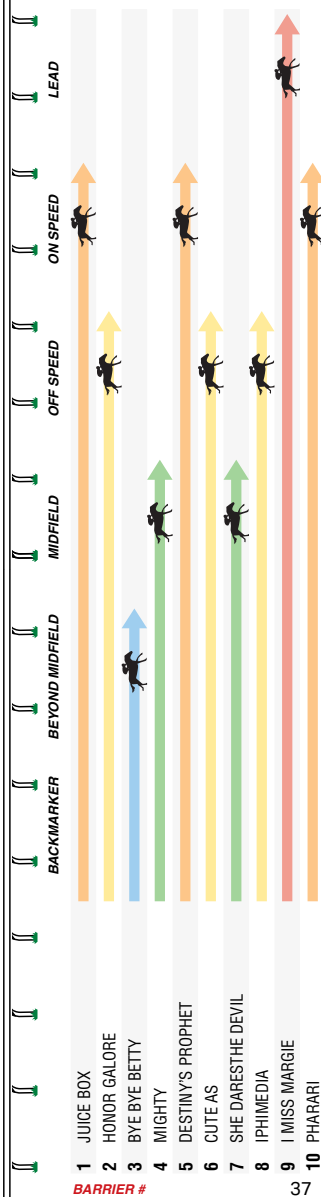 BACKMARKER BEYOND MIDFIELD MIDFIELD OFF SPEED ON SPEED LEAD
1 JUICE BOX
2 HONOR GALORE
3 BYE BYE BETTY
4 MIGHTY
5 DESTINY'S PROPHET
6 CUTE AS
7 SHE DARESTHE DEVIL
8 IPHIMEDIA
9 I MISS MARGIE
10 PHARARI
BARRIER #
37